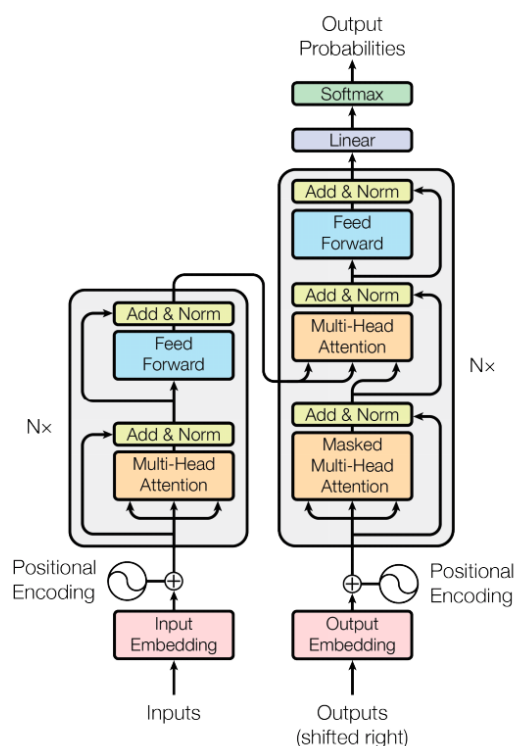 Output
Probabilities
Softmax
Linear
Add & Norm
Feed
Forward
Add & Norm
Multi-Head
Attention
Add & Norm
Masked
Multi-Head
Attention
N×
Positional
Encoding
Output
Embedding
Outputs
(shifted right)
Add & Norm
Feed
Forward
Add & Norm
Multi-Head
Attention
N×
Positional
Encoding
Input
Embedding
Inputs